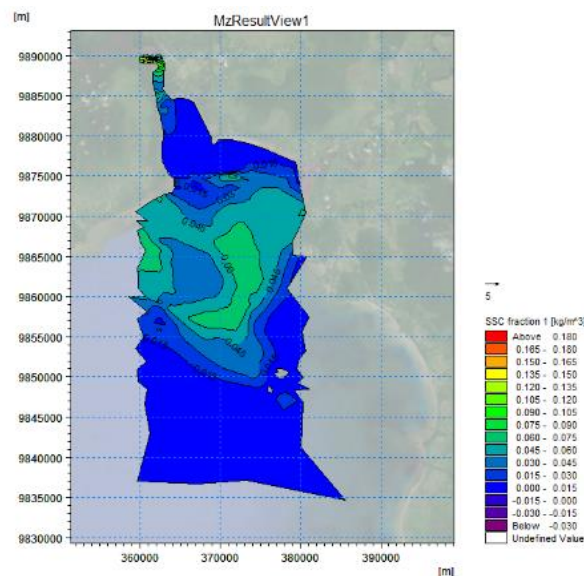 MzResultView1
[m]
9890000
9885000
9880000
9875000
9870000
9865000
9860000
9855000
9850000
9845000
9840000
9835000
9830000
360000
370000
380000
390000
[m]
0.045
0.045
5
SSC fraction 1 [kg/m^3]
Above 0.180
0.165 - 0.180
0.150 - 0.165
0.135 - 0.150
0.120 - 0.135
0.105 - 0.120
0.090 - 0.105
0.075 - 0.090
0.060 - 0.075
0.045 - 0.060
0.030 - 0.045
0.015 - 0.030
0.000 - 0.015
-0.015 - 0.000
-0.030 - -0.015
Below -0.030
Undefined Value